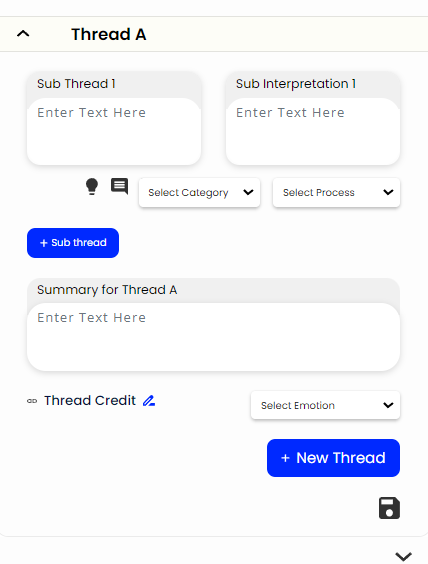 Thread A
Sub Thread 1
Sub Interpretation 1
Enter Text Here
Enter Text Here
Select Category
Select Process
+ Sub thread
Summary for Thread A
Enter Text Here
Thread Credit
Select Emotion
+ New Thread